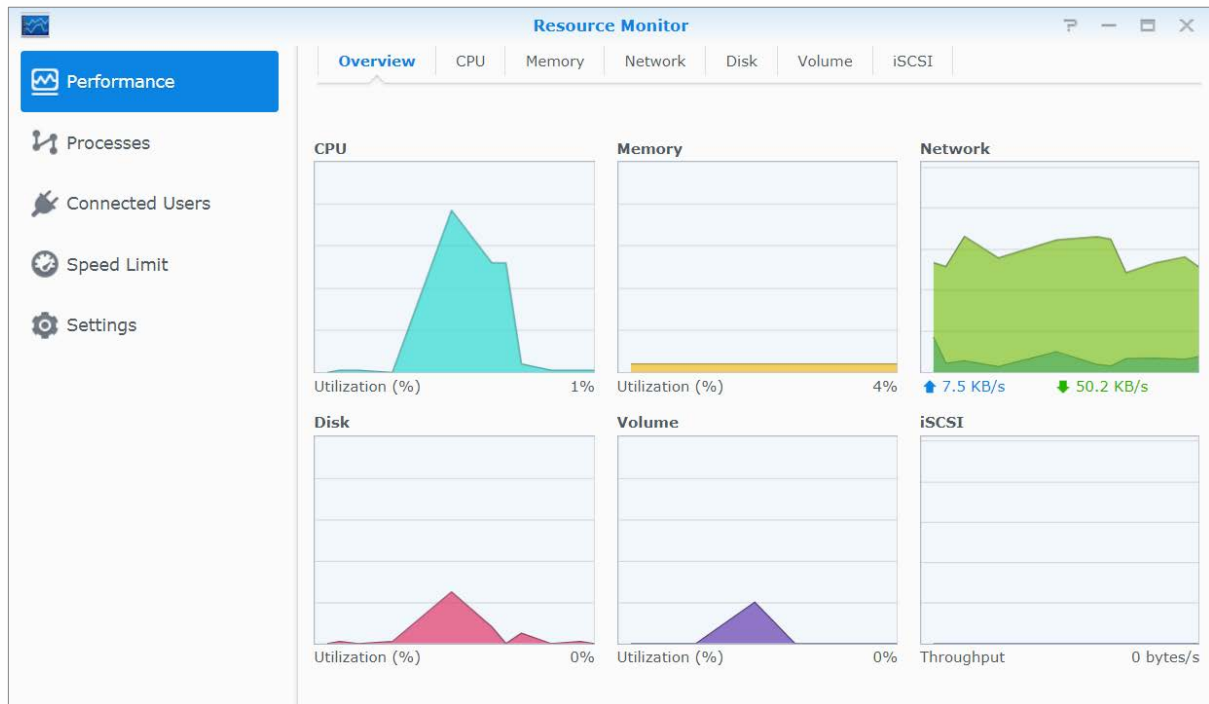 Resource Monitor
Performance
Processes
Connected Users
Speed Limit
Settings
Overview CPU Memory Network Disk Volume iSCSI
CPU Memory Network
Utilization (%) 1% Utilization (%) 4% 7.5 KB/s 50.2 KB/s
Disk Volume iSCSI
Utilization (%) 0% Utilization (%) 0% Throughput 0 bytes/s